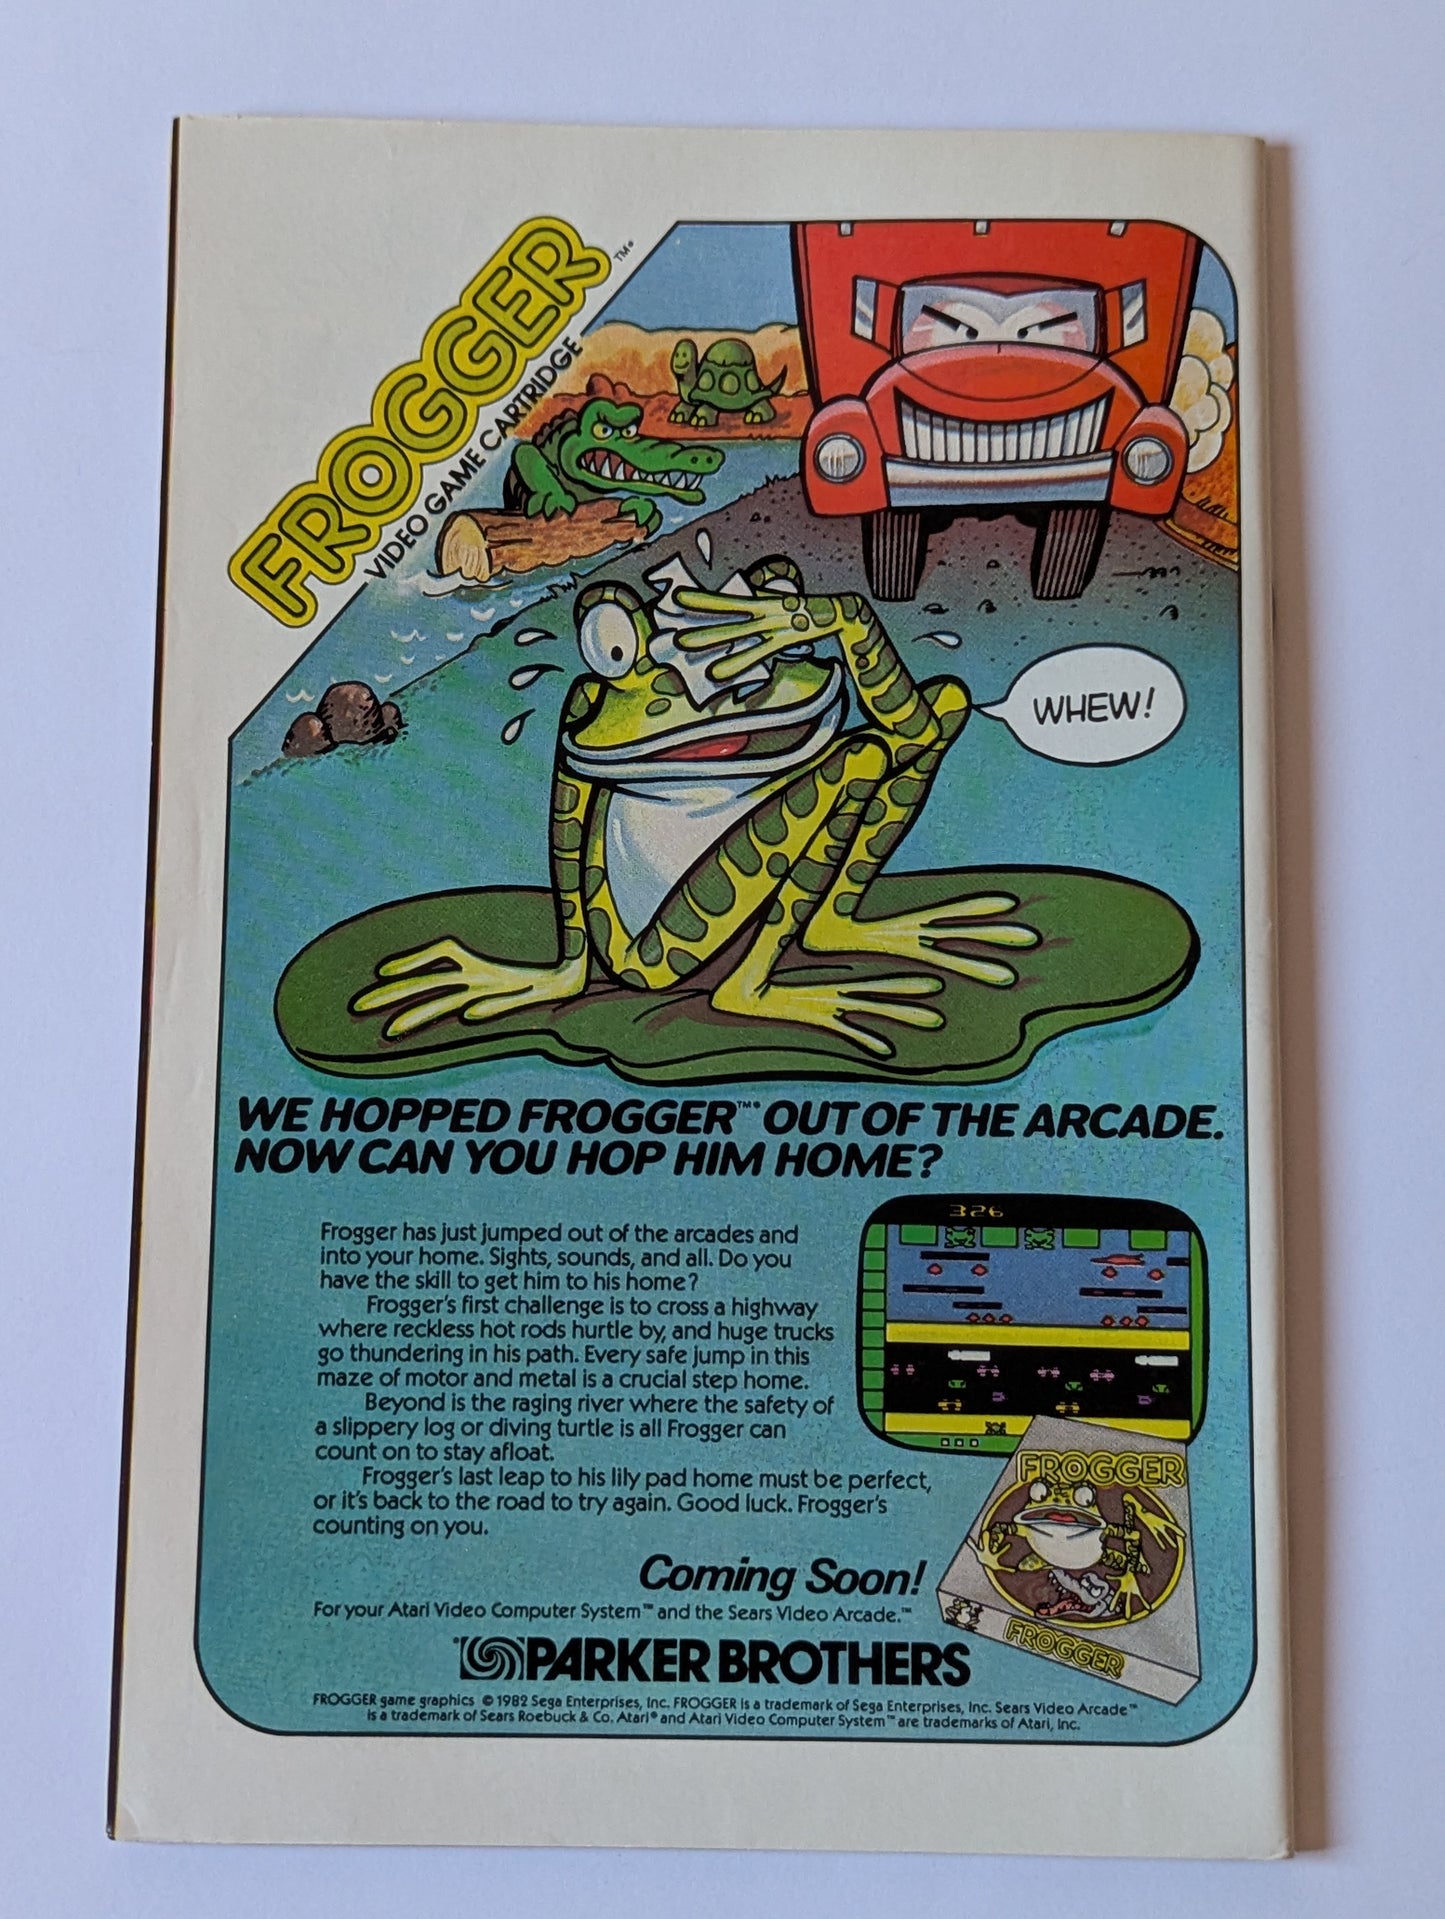 FROGGER™
VIDEO GAME CARTRIDGE
WHEW!
WE HOPPED FROGGER™ OUT OF THE ARCADE.
NOW CAN YOU HOP HIM HOME?
326
Frogger has just jumped out of the arcades and
into your home. Sights, sounds, and all. Do you
have the skill to get him to his home?
Frogger's first challenge is to cross a highway
where reckless hot rods hurtle by, and huge trucks
go thundering in his path. Every safe jump in this
maze of motor and metal is a crucial step home.
Beyond is the raging river where the safety of
a slippery log or diving turtle is all Frogger can
count on to stay afloat.
Frogger's last leap to his lily pad home must be perfect,
or it's back to the road to try again. Good luck. Frogger's
counting on you.
FROGGER
FROGGER
Coming Soon!
For your Atari Video Computer System™ and the Sears Video Arcade.™
PARKER BROTHERS
FROGGER game graphics © 1982 Sega Enterprises, Inc. FROGGER is a trademark of Sega Enterprises, Inc. Sears Video Arcade™
is a trademark of Sears Roebuck & Co. Atari® and Atari Video Computer System™ are trademarks of Atari, Inc.